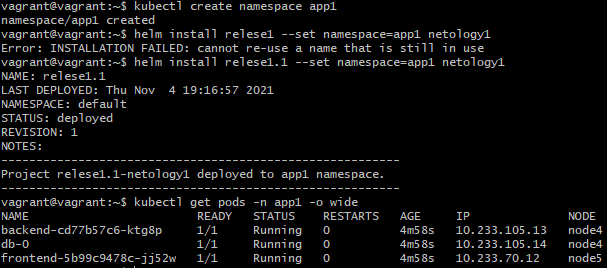 vagrant@vagrant:~$ kubectl create namespace app1
namespace/app1 created
vagrant@vagrant:~$ helm install relese1 --set namespace=app1 netology1
Error: INSTALLATION FAILED: cannot re-use a name that is still in use
vagrant@vagrant:~$ helm install relese1.1 --set namespace=app1 netology1
NAME: relese1.1
LAST DEPLOYED: Thu Nov  4 19:16:57 2021
NAMESPACE: default
STATUS: deployed
REVISION: 1
NOTES:
---------------------------------------------------------
Project relese1.1-netology1 deployed to app1 namespace.
---------------------------------------------------------
vagrant@vagrant:~$ kubectl get pods -n app1 -o wide
NAME READY STATUS RESTARTS AGE IP NODE
backend-cd77b57c6-ktg8p 1/1 Running 0 4m58s 10.233.105.13 node4
db-0 1/1 Running 0 4m58s 10.233.105.14 node4
frontend-5b99c9478c-jj52w 1/1 Running 0 4m58s 10.233.70.12 node5